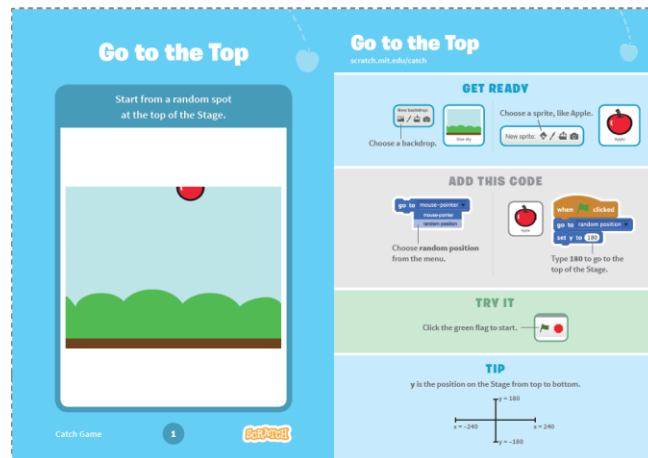 Go to the Top
Start from a random spot
at the top of the Stage.
Catch Game
1
SCRATCH
Go to the Top
scratch.mit.edu/catch
GET READY
New backdrop:
Choose a backdrop.
blue sky
Choose a sprite, like Apple.
New sprite:
Apple
ADD THIS CODE
go to mouse-pointer
mouse-pointer
random position
Choose random position
from the menu.
Apple
when clicked
go to random position
set y to 180
Type 180 to go to the
top of the Stage.
TRY IT
Click the green flag to start.
TIP
y is the position on the Stage from top to bottom.
y = 180
x = -240
x = 240
y = -180